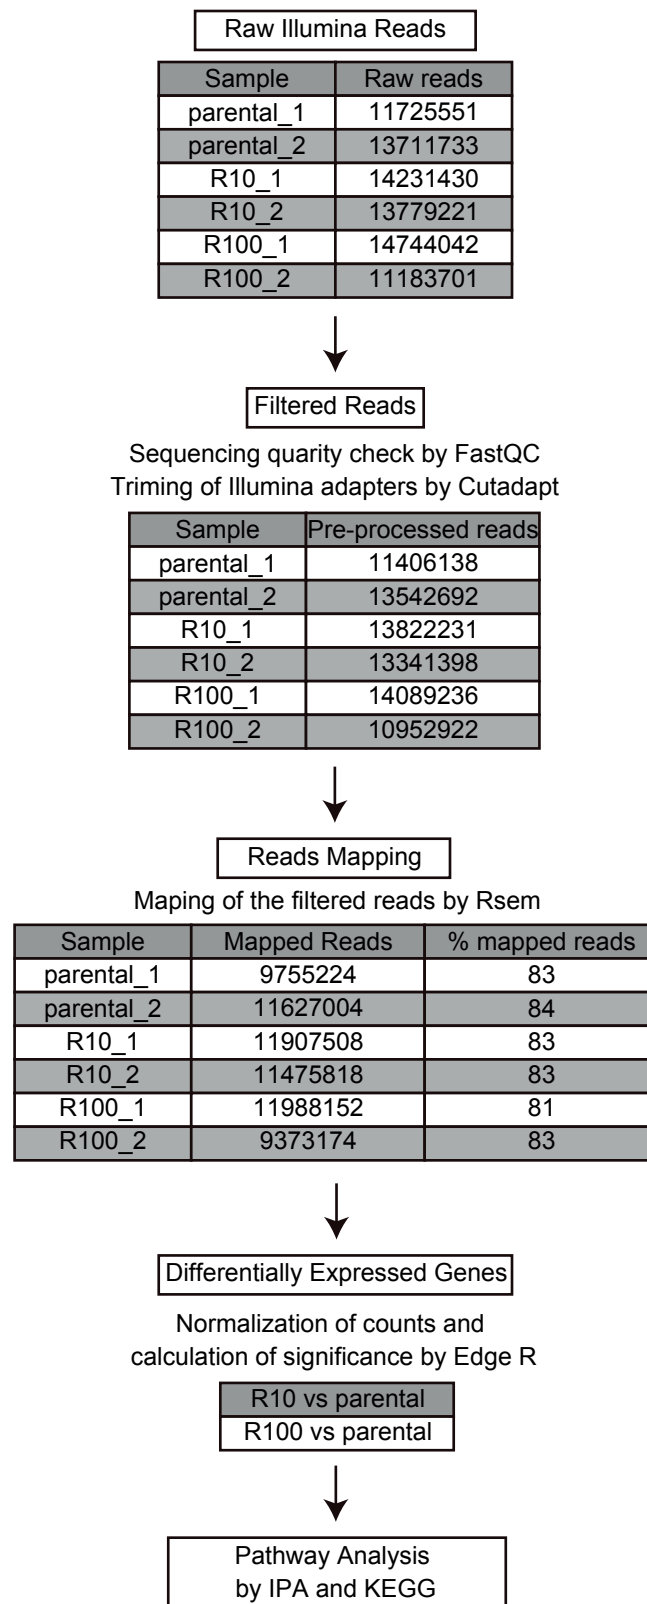 Raw Illumina Reads
Sample Raw reads
parental_1 11725551
parental_2 13711733
R10_1 14231430
R10_2 13779221
R100_1 14744042
R100_2 11183701
Filtered Reads
Sequencing quarity check by FastQC
Triming of Illumina adapters by Cutadapt
Sample Pre-processed reads
parental_1 11406138
parental_2 13542692
R10_1 13822231
R10_2 13341398
R100_1 14089236
R100_2 10952922
Reads Mapping
Maping of the filtered reads by Rsem
Sample Mapped Reads % mapped reads
parental_1 9755224 83
parental_2 11627004 84
R10_1 11907508 83
R10_2 11475818 83
R100_1 11988152 81
R100_2 9373174 83
Differentially Expressed Genes
Normalization of counts and
calculation of significance by Edge R
R10 vs parental
R100 vs parental
Pathway Analysis
by IPA and KEGG